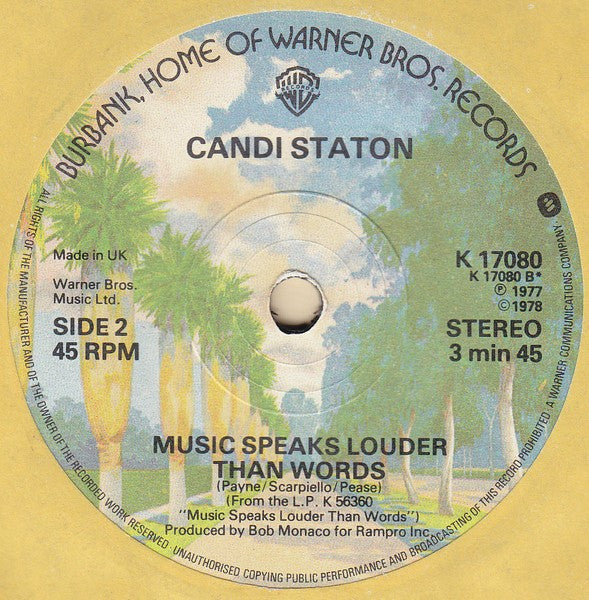 BURBANK, HOME OF WARNER BROS. RECORDS
RECORDS
CANDI STATON
Made in UK
Warner Bros.
Music Ltd.
SIDE 2
45 RPM
K 17080
K 17080 B*
Ⓟ 1977
© 1978
STEREO
3 min 45
MUSIC SPEAKS LOUDER
THAN WORDS
(Payne/Scarpiello/Pease)
(From the L.P. K 56360
"Music Speaks Louder Than Words")
Produced by Bob Monaco for Rampro Inc.
ALL RIGHTS OF THE MANUFACTURER AND OF THE OWNER OF THE RECORDED WORK RESERVED · UNAUTHORISED COPYING PUBLIC PERFORMANCE AND BROADCASTING OF THIS RECORD PROHIBITED · A WARNER COMMUNICATIONS COMPANY ·